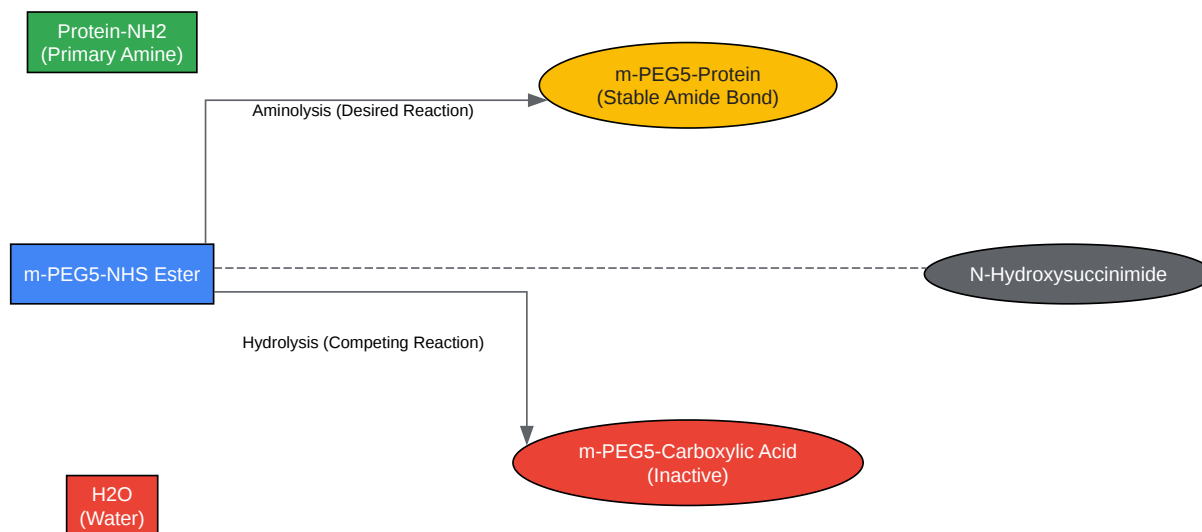 Protein-NH2
(Primary Amine)
m-PEG5-Protein
(Stable Amide Bond)
Aminolysis (Desired Reaction)
m-PEG5-NHS Ester
N-Hydroxysuccinimide
Hydrolysis (Competing Reaction)
m-PEG5-Carboxylic Acid
(Inactive)
H2O
(Water)